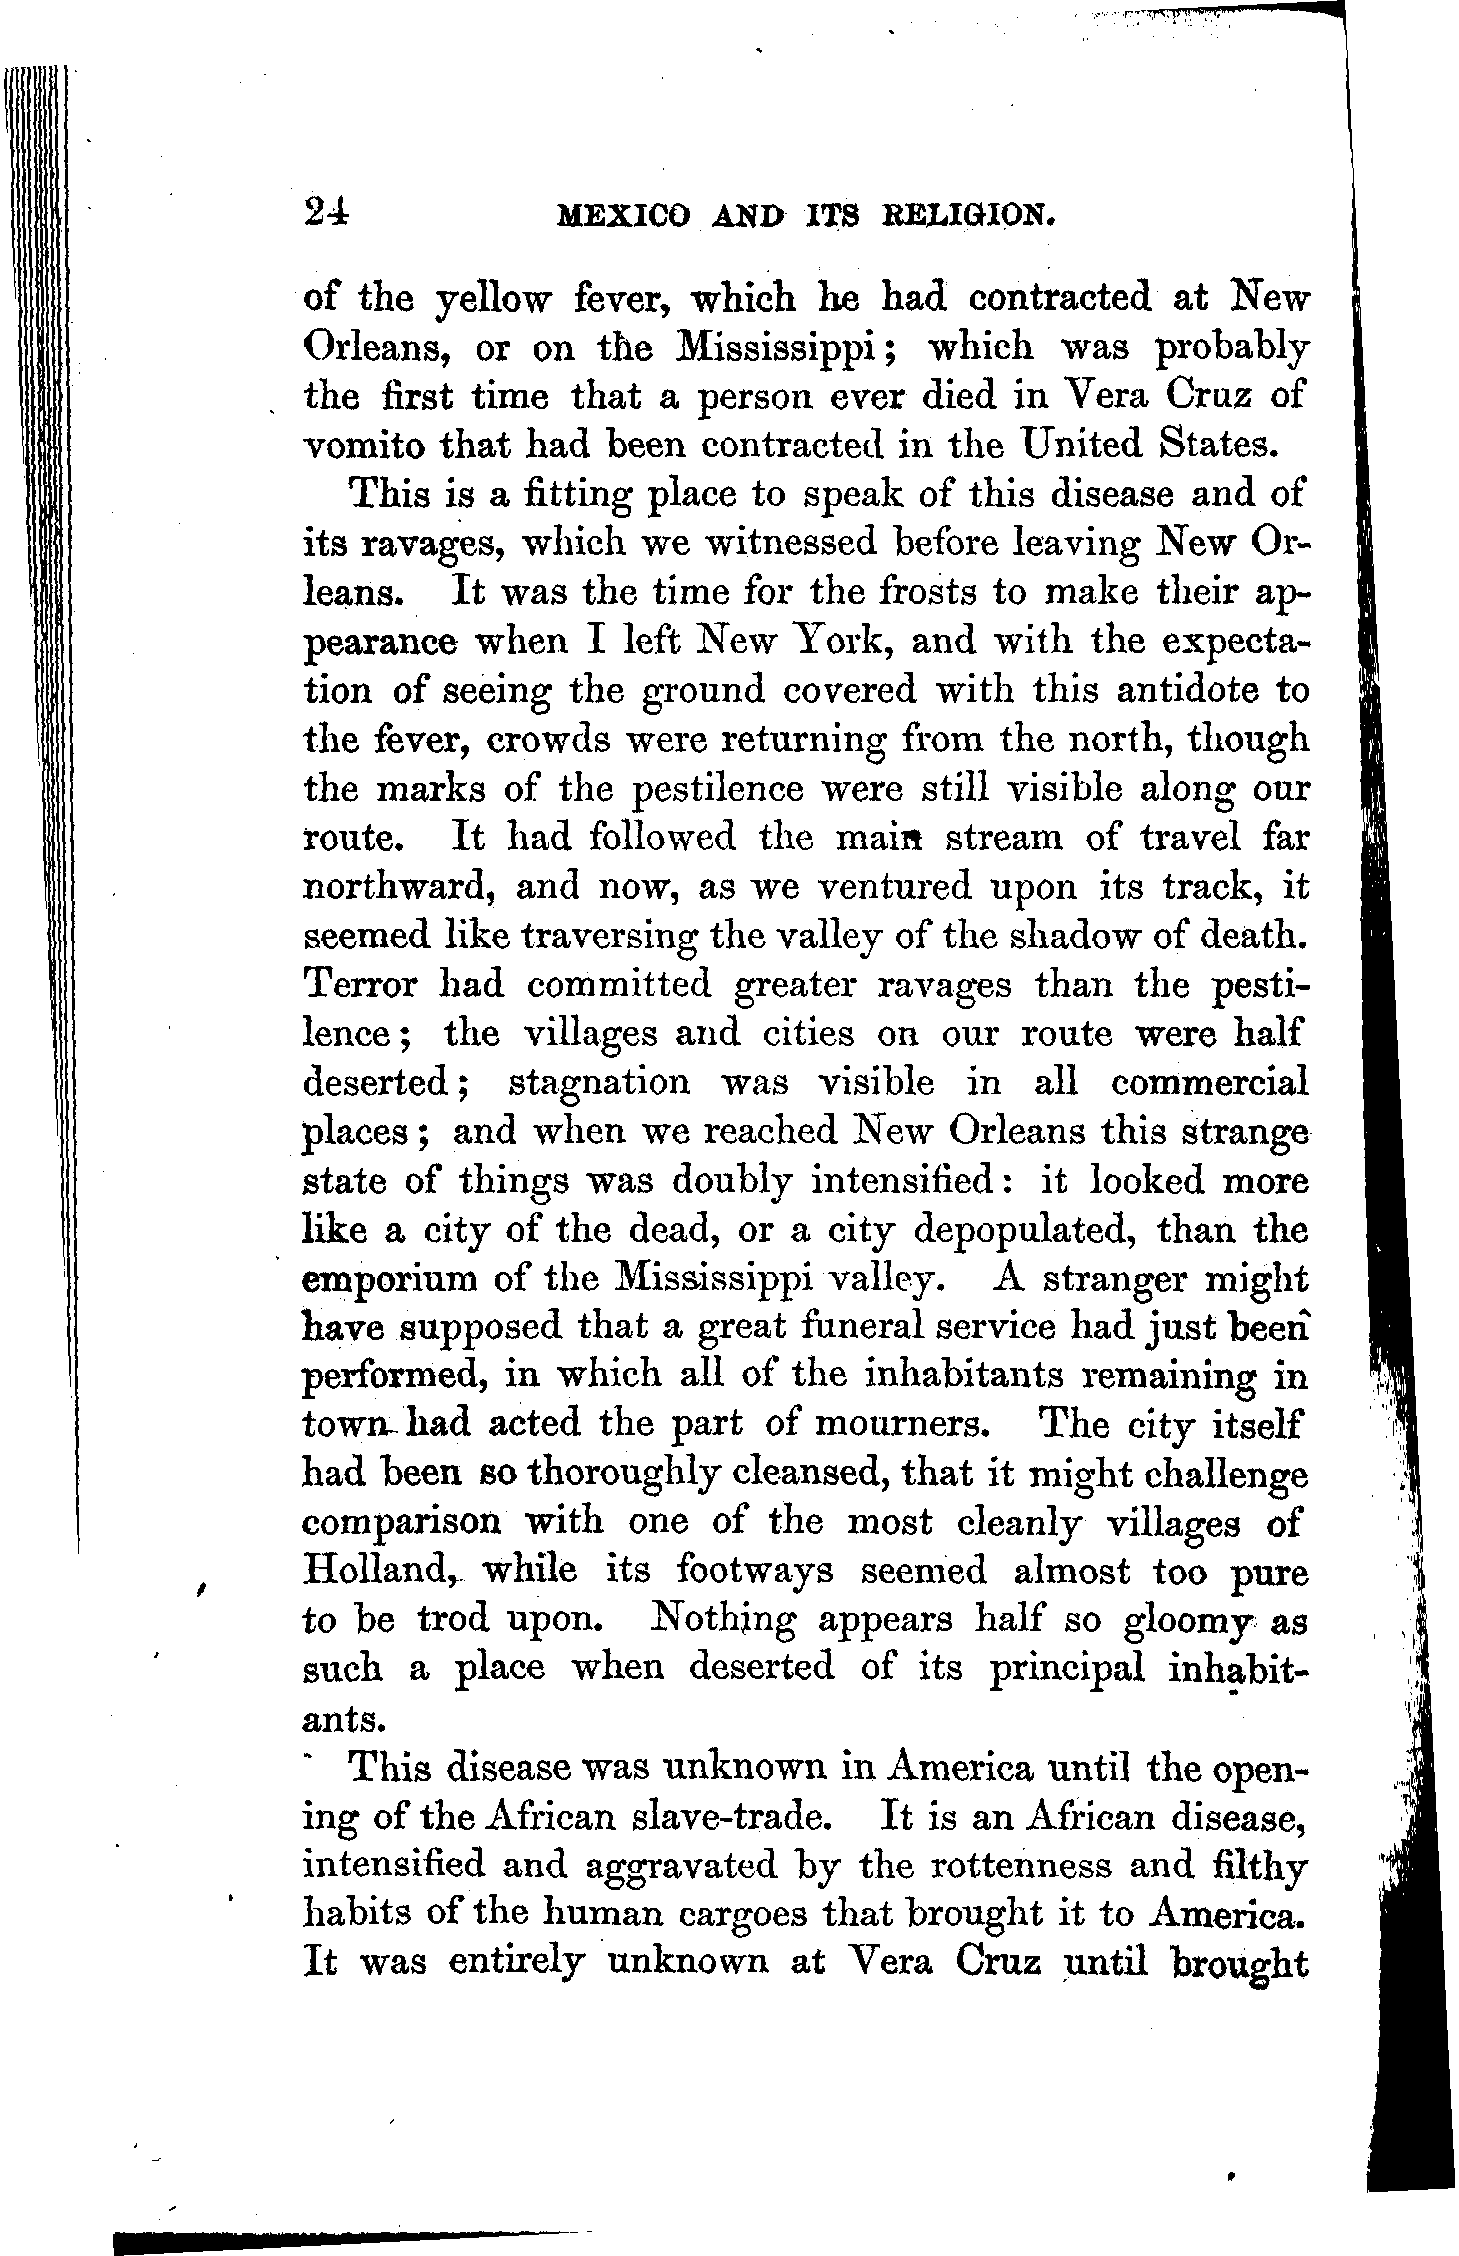 24 MEXICO AND ITS RELIGION.
of the yellow fever, which he had contracted at New
Orleans, or on the Mississippi; which was probably
the first time that a person ever died in Vera Cruz of
vomito that had been contracted in the United States.
This is a fitting place to speak of this disease and of
its ravages, which we witnessed before leaving New Or-
leans. It was the time for the frosts to make their ap-
pearance when I left New York, and with the expecta-
tion of seeing the ground covered with this antidote to
the fever, crowds were returning from the north, though
the marks of the pestilence were still visible along our
route. It had followed the main stream of travel far
northward, and now, as we ventured upon its track, it
seemed like traversing the valley of the shadow of death.
Terror had committed greater ravages than the pesti-
lence; the villages and cities on our route were half
deserted; stagnation was visible in all commercial
places; and when we reached New Orleans this strange
state of things was doubly intensified: it looked more
like a city of the dead, or a city depopulated, than the
emporium of the Mississippi valley. A stranger might
have supposed that a great funeral service had just been
performed, in which all of the inhabitants remaining in
town had acted the part of mourners. The city itself
had been so thoroughly cleansed, that it might challenge
comparison with one of the most cleanly villages of
Holland, while its footways seemed almost too pure
to be trod upon. Nothing appears half so gloomy as
such a place when deserted of its principal inhabit-
ants.
This disease was unknown in America until the open-
ing of the African slave-trade. It is an African disease,
intensified and aggravated by the rottenness and filthy
habits of the human cargoes that brought it to America.
It was entirely unknown at Vera Cruz until brought